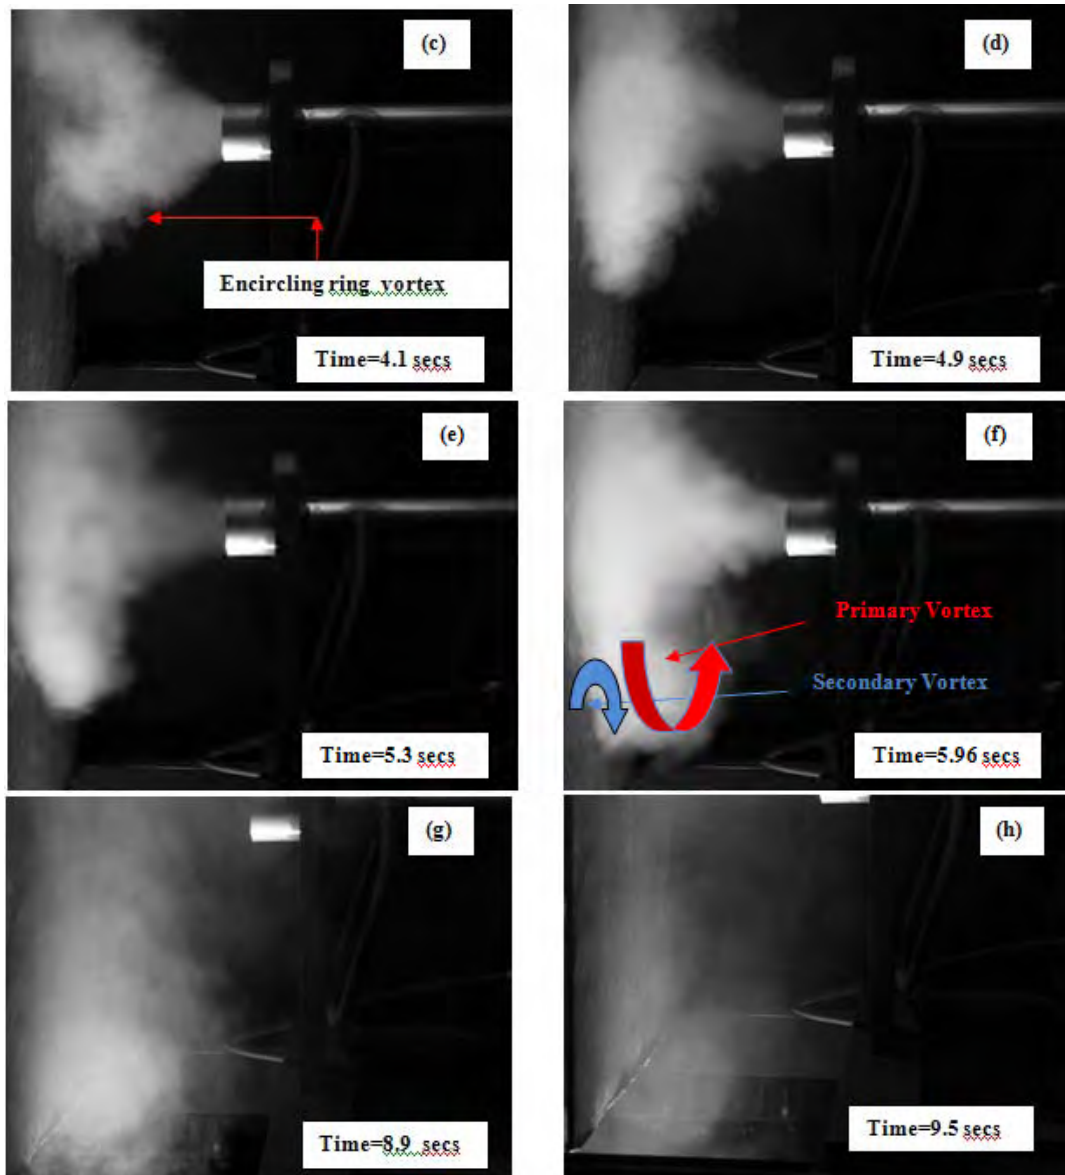 (c)
Encircling ring vortex
Time=4.1 secs
(d)
Time=4.9 secs
(e)
Time=5.3 secs
(f)
Primary Vortex
Secondary Vortex
Time=5.96 secs
(g)
Time=8.9 secs
(h)
Time=9.5 secs